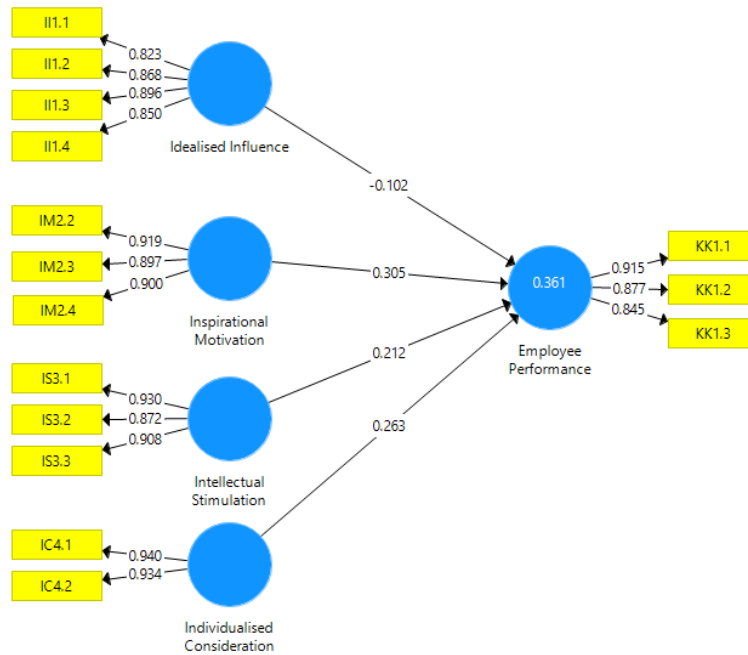 II1.1
II1.2
II1.3
II1.4
0.823
0.868
0.896
0.850
Idealised Influence
-0.102
IM2.2
IM2.3
IM2.4
0.919
0.897
0.900
Inspirational
Motivation
0.305
IS3.1
IS3.2
IS3.3
0.930
0.872
0.908
Intellectual
Stimulation
0.212
IC4.1
IC4.2
0.940
0.934
Individualised
Consideration
0.263
0.361
Employee
Performance
0.915
0.877
0.845
KK1.1
KK1.2
KK1.3